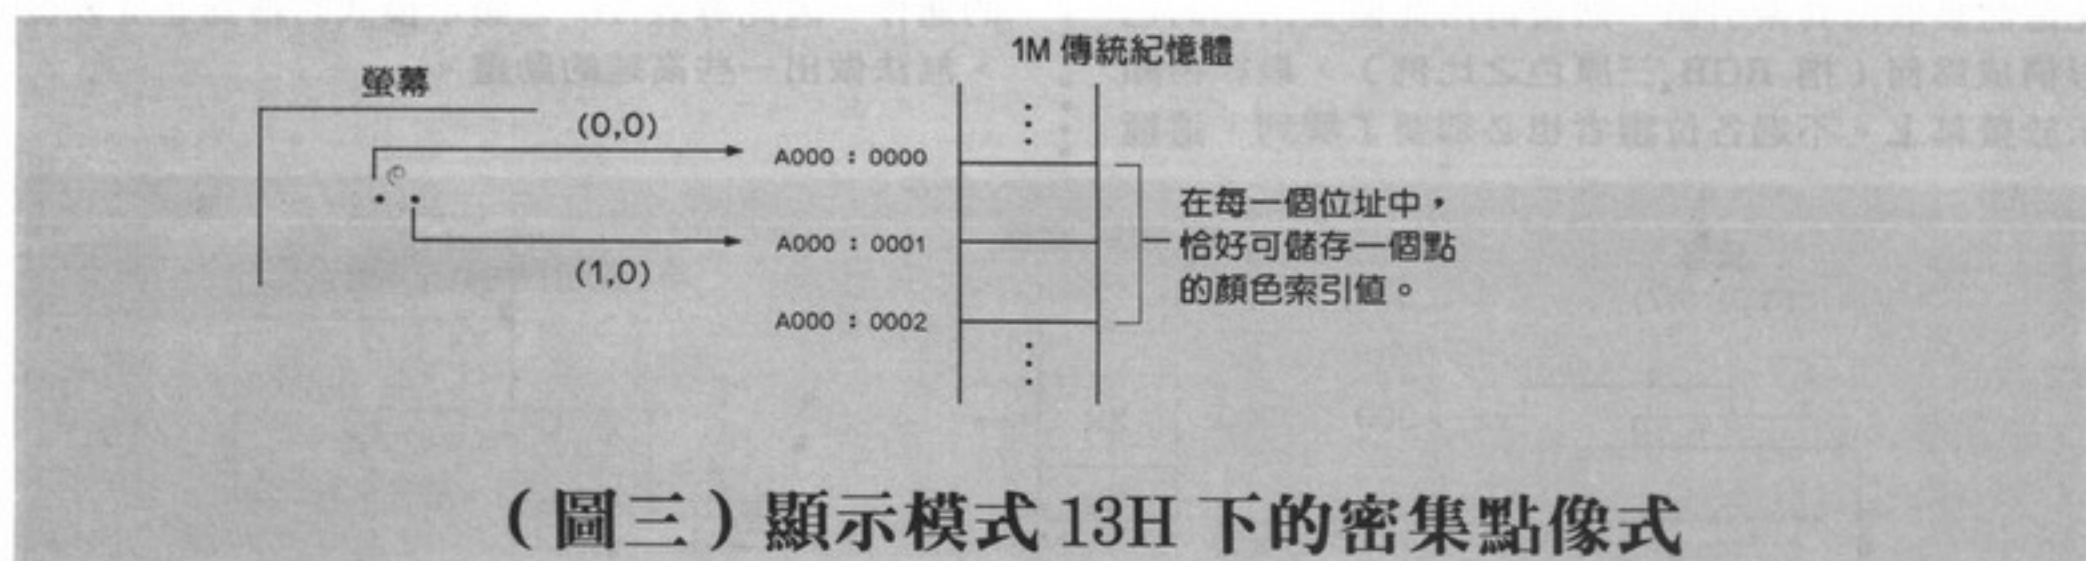 1M 傳統紀憶體
螢幕
(0,0)
A000：0000
在每一個位址中，
恰好可儲存一個點
的顏色索引值。
A000：0001
(1,0)
A000：0002
（圖三）顯示模式 13H 下的密集點像式